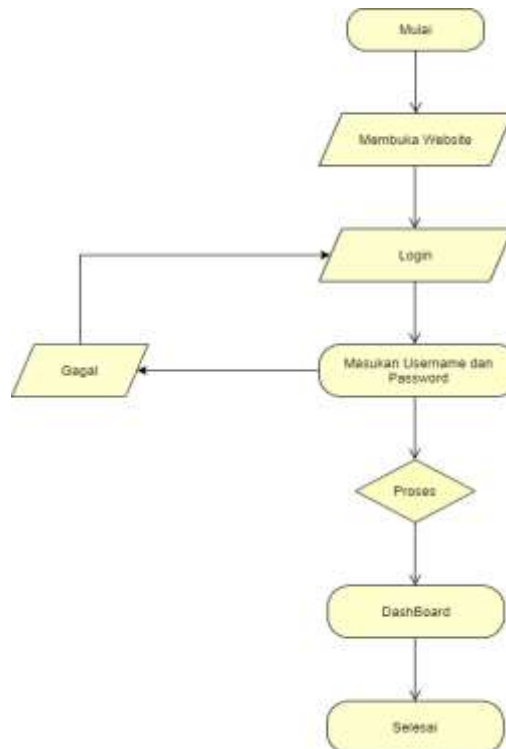 Mulai
Membuka Website
Login
Gagal
Masukan Username dan
Password
Proses
DashBoard
Selesai